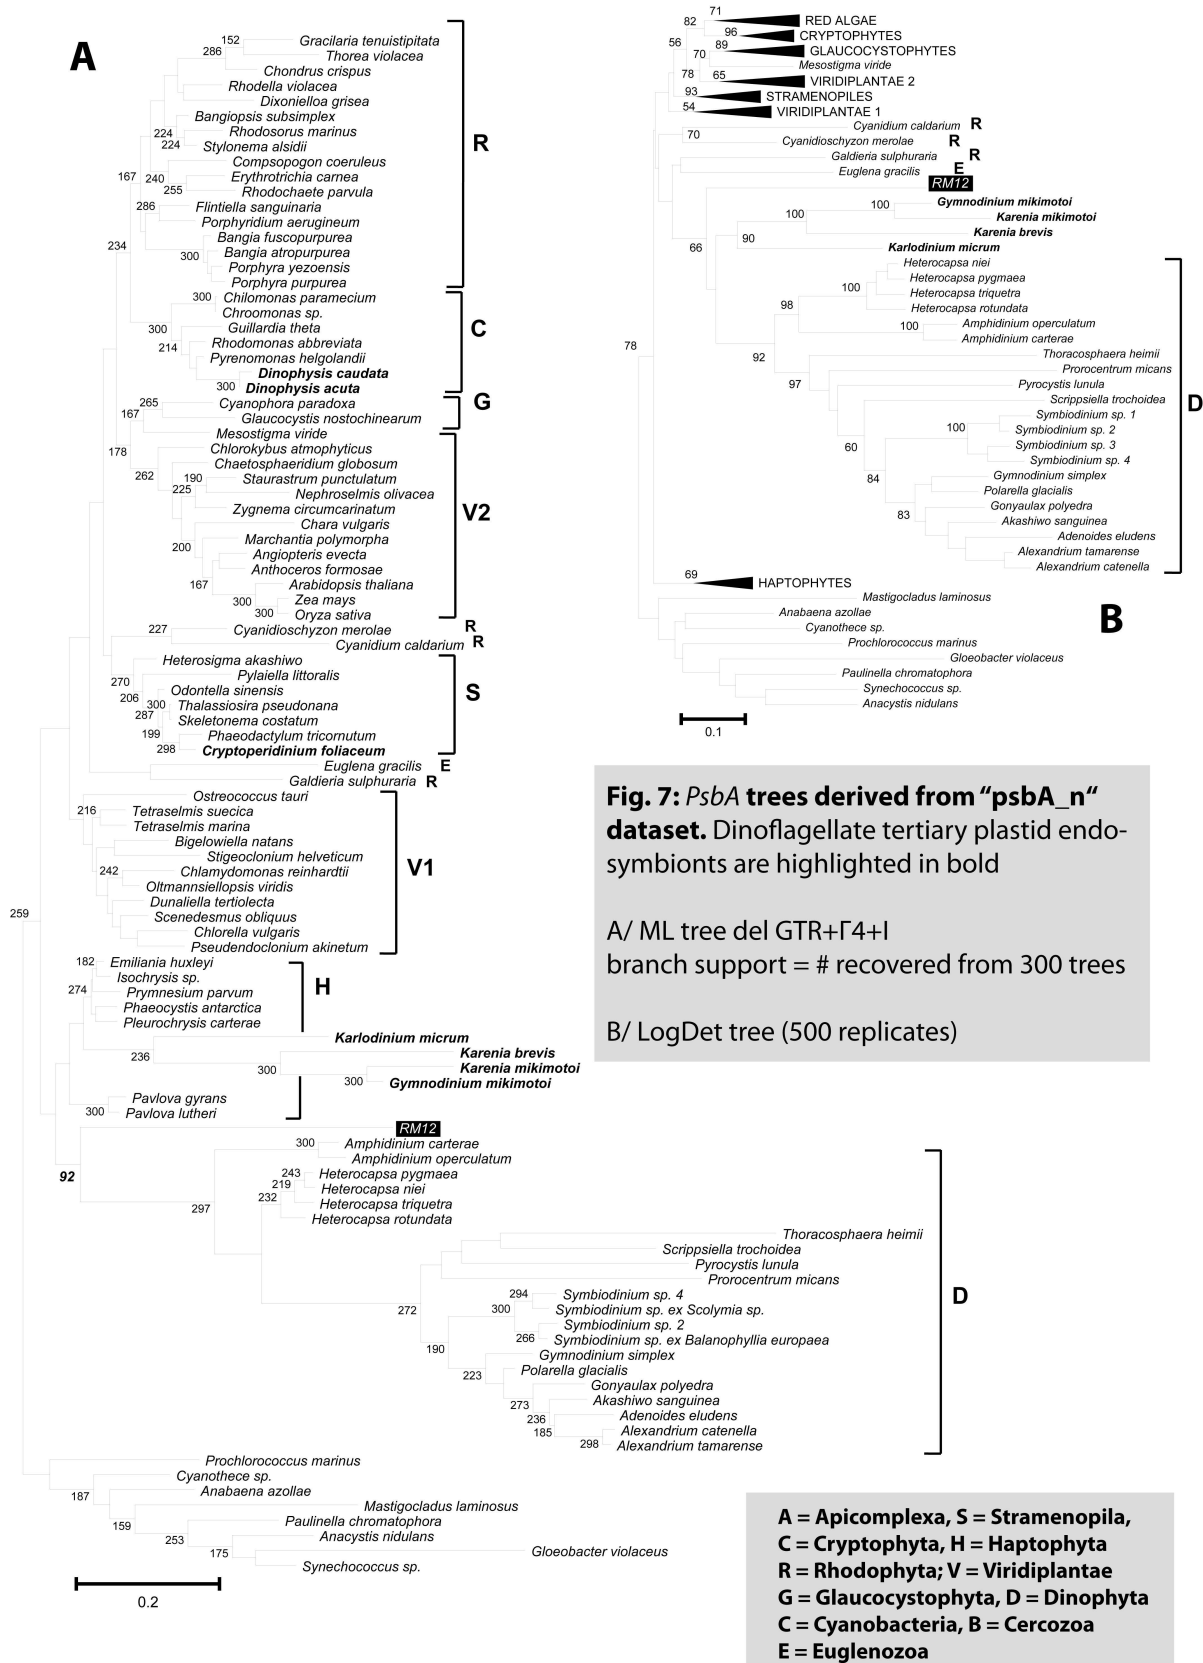 A
152
Gracilaria tenuistipitata
286
Thorea violacea
Chondrus crispus
Rhodella violacea
Dixonielloa grisea
Bangiopsis subsimplex
224
Rhodosorus marinus
224
Stylonema alsidii
R
Compsopogon coeruleus
167
240
Erythrotrichia carnea
255
Rhodochaete parvula
286
Flintiella sanguinaria
Porphyridium aerugineum
Bangia fuscopurpurea
234
300
Bangia atropurpurea
Porphyra yezoensis
Porphyra purpurea
300
Chilomonas paramecium
Chroomonas sp.
300
Guillardia theta
C
214
Rhodomonas abbreviata
Pyrenomonas helgolandii
Dinophysis caudata
300
Dinophysis acuta
265
Cyanophora paradoxa
G
167
Glaucocystis nostochinearum
Mesostigma viride
178
Chlorokybus atmophyticus
262
Chaetosphaeridium globosum
190
Staurastrum punctulatum
225
Nephroselmis olivacea
Zygnema circumcarinatum
V2
Chara vulgaris
200
Marchantia polymorpha
Angiopteris evecta
167
Anthoceros formosae
Arabidopsis thaliana
300
Zea mays
300
Oryza sativa
227
Cyanidioschyzon merolae
R
Cyanidium caldarium
R
Heterosigma akashiwo
270
Pylaiella littoralis
206
Odontella sinensis
300
Thalassiosira pseudonana
S
287
Skeletonema costatum
199
Phaeodactylum tricornutum
298
Cryptoperidinium foliaceum
Euglena gracilis
E
Galdieria sulphuraria
R
Ostreococcus tauri
216
Tetraselmis suecica
Tetraselmis marina
Bigelowiella natans
Stigeoclonium helveticum
242
Chlamydomonas reinhardtii
V1
Oltmannsiellopsis viridis
Dunaliella tertiolecta
Scenedesmus obliquus
259
Chlorella vulgaris
Pseudendoclonium akinetum
182
Emiliania huxleyi
Isochrysis sp.
274
Prymnesium parvum
H
Phaeocystis antarctica
Pleurochrysis carterae
Karlodinium micrum
236
Karenia brevis
300
Karenia mikimotoi
300
Gymnodinium mikimotoi
Pavlova gyrans
300
Pavlova lutheri
RM12
300
Amphidinium carterae
Amphidinium operculatum
92
243
Heterocapsa pygmaea
219
Heterocapsa niei
232
Heterocapsa triquetra
297
Heterocapsa rotundata
Thoracosphaera heimii
Scrippsiella trochoidea
Pyrocystis lunula
Prorocentrum micans
272
294
Symbiodinium sp. 4
300
Symbiodinium sp. ex Scolymia sp.
Symbiodinium sp. 2
266
Symbiodinium sp. ex Balanophyllia europaea
D
190
Gymnodinium simplex
223
Polarella glacialis
Gonyaulax polyedra
273
Akashiwo sanguinea
236
Adenoides eludens
185
Alexandrium catenella
298
Alexandrium tamarense
Prochlorococcus marinus
Cyanothece sp.
187
Anabaena azollae
159
Mastigocladus laminosus
Paulinella chromatophora
253
Anacystis nidulans
175
Gloeobacter violaceus
Synechococcus sp.
0.2
71
82
RED ALGAE
96
CRYPTOPHYTES
56
89
GLAUCOCYSTOPHYTES
70
Mesostigma viride
78
65
VIRIDIPLANTAE 2
93
STRAMENOPILES
54
VIRIDIPLANTAE 1
Cyanidium caldarium
R
70
Cyanidioschyzon merolae
R
Galdieria sulphuraria
R
Euglena gracilis
E
RM12
100
Gymnodinium mikimotoi
100
Karenia mikimotoi
Karenia brevis
66
90
Karlodinium micrum
Heterocapsa niei
100
Heterocapsa pygmaea
98
Heterocapsa triquetra
Heterocapsa rotundata
100
Amphidinium operculatum
78
Amphidinium carterae
92
Thoracosphaera heimii
Prorocentrum micans
97
Pyrocystis lunula
Scrippsiella trochoidea
D
Symbiodinium sp. 1
100
Symbiodinium sp. 2
60
Symbiodinium sp. 3
Symbiodinium sp. 4
84
Gymnodinium simplex
Polarella glacialis
83
Gonyaulax polyedra
Akashiwo sanguinea
Adenoides eludens
Alexandrium tamarense
Alexandrium catenella
69
HAPTOPHYTES
Mastigocladus laminosus
Anabaena azollae
B
Cyanothece sp.
Prochlorococcus marinus
Gloeobacter violaceus
Paulinella chromatophora
Synechococcus sp.
Anacystis nidulans
0.1
Fig. 7: PsbA trees derived from “psbA_n“
dataset. Dinoflagellate tertiary plastid endo-
symbionts are highlighted in bold
A/ ML tree del GTR+Γ4+I
branch support = # recovered from 300 trees
B/ LogDet tree (500 replicates)
A = Apicomplexa, S = Stramenopila,
C = Cryptophyta, H = Haptophyta
R = Rhodophyta; V = Viridiplantae
G = Glaucocystophyta, D = Dinophyta
C = Cyanobacteria, B = Cercozoa
E = Euglenozoa